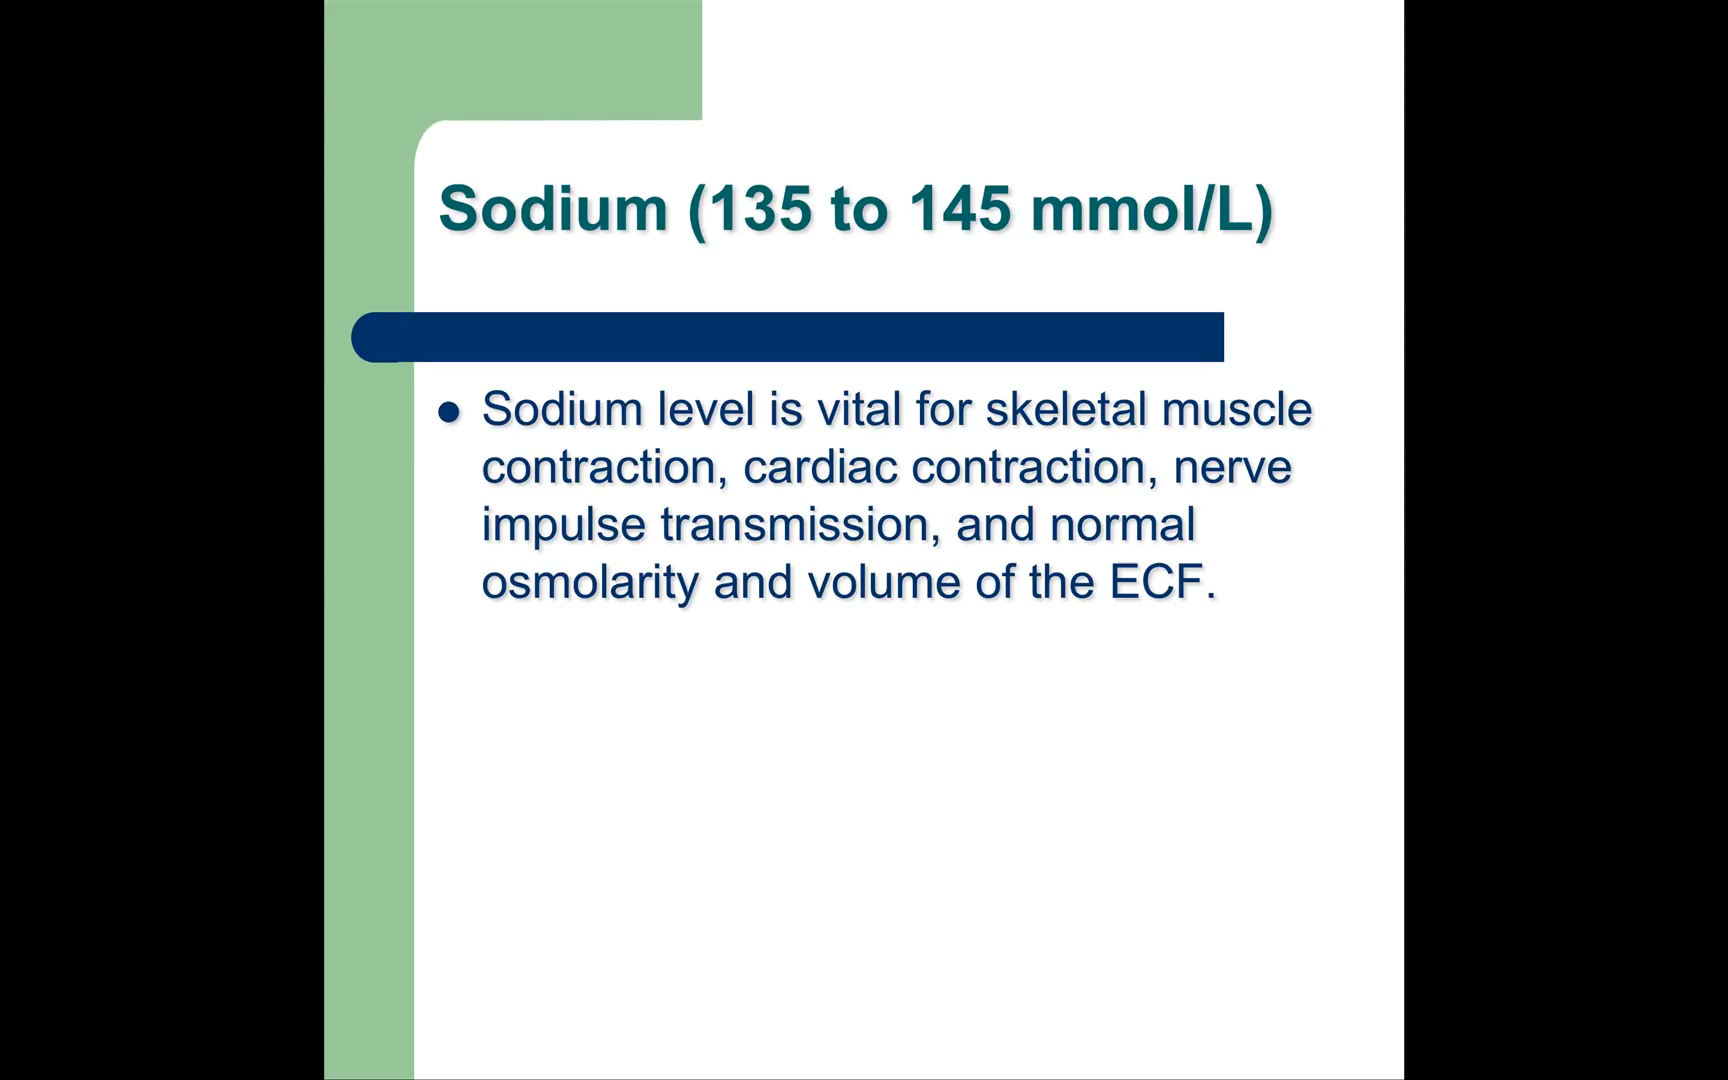 Sodium (135 to 145 mmol/L)
● Sodium level is vital for skeletal muscle
contraction, cardiac contraction, nerve
impulse transmission, and normal
osmolarity and volume of the ECF.